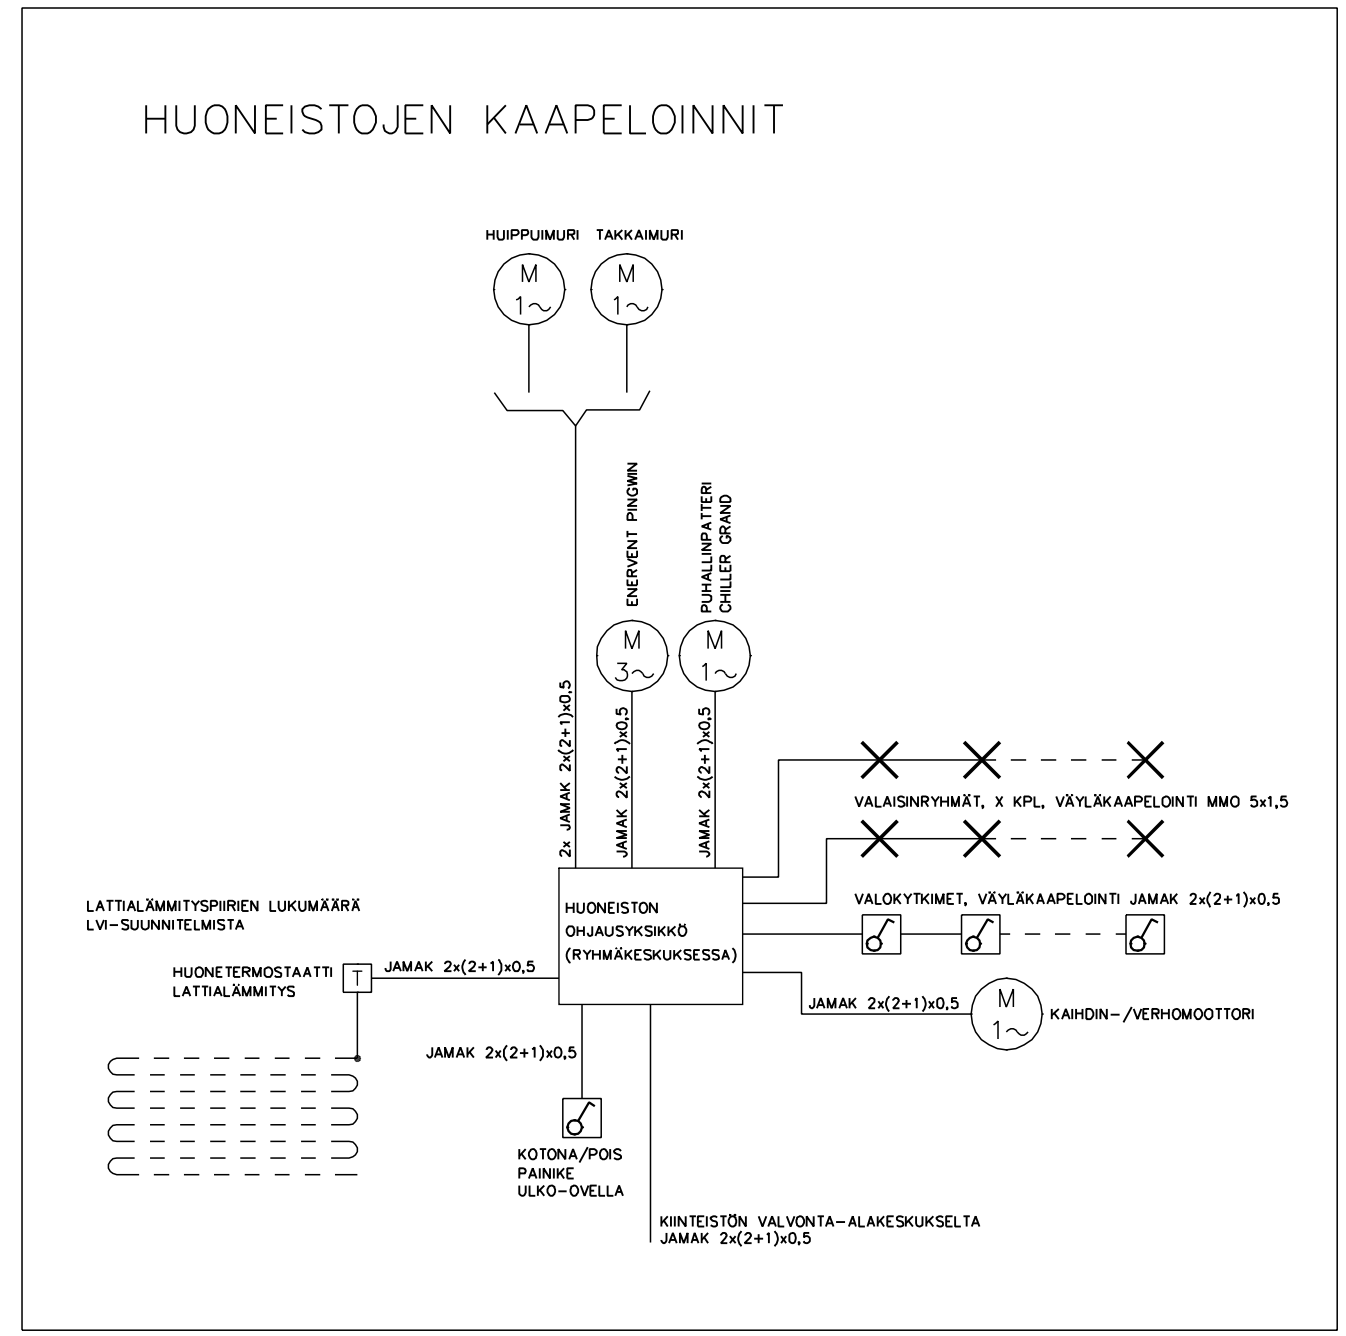 HUONEISTOJEN KAAPELOINNIT
HUIPPUIMURI
TAKKAIMURI
M
1~
M
1~
ENERVENT PINGWIN
PUHALLINPATTERI
CHILLER GRAND
M
3~
M
1~
2x JAMAK 2x(2+1)x0,5
JAMAK 2x(2+1)x0,5
JAMAK 2x(2+1)x0,5
VALAISINRYHMÄT, X KPL, VÄYLÄKAAPELOINTI MMO 5x1,5
VALOKYTKIMET, VÄYLÄKAAPELOINTI JAMAK 2x(2+1)x0,5
HUONEISTON
OHJAUSYKSIKKÖ
(RYHMÄKESKUKSESSA)
LATTIALÄMMITYSPIIRIEN LUKUMÄÄRÄ
LVI-SUUNNITELMISTA
HUONETERMOSTAATTI
LATTIALÄMMITYS
T
JAMAK 2x(2+1)x0,5
JAMAK 2x(2+1)x0,5
M
1~
KAIHDIN-/VERHOMOOTTORI
JAMAK 2x(2+1)x0,5
KOTONA/POIS
PAINIKE
ULKO-OVELLA
KIINTEISTÖN VALVONTA-ALAKESKUKSELTA
JAMAK 2x(2+1)x0,5